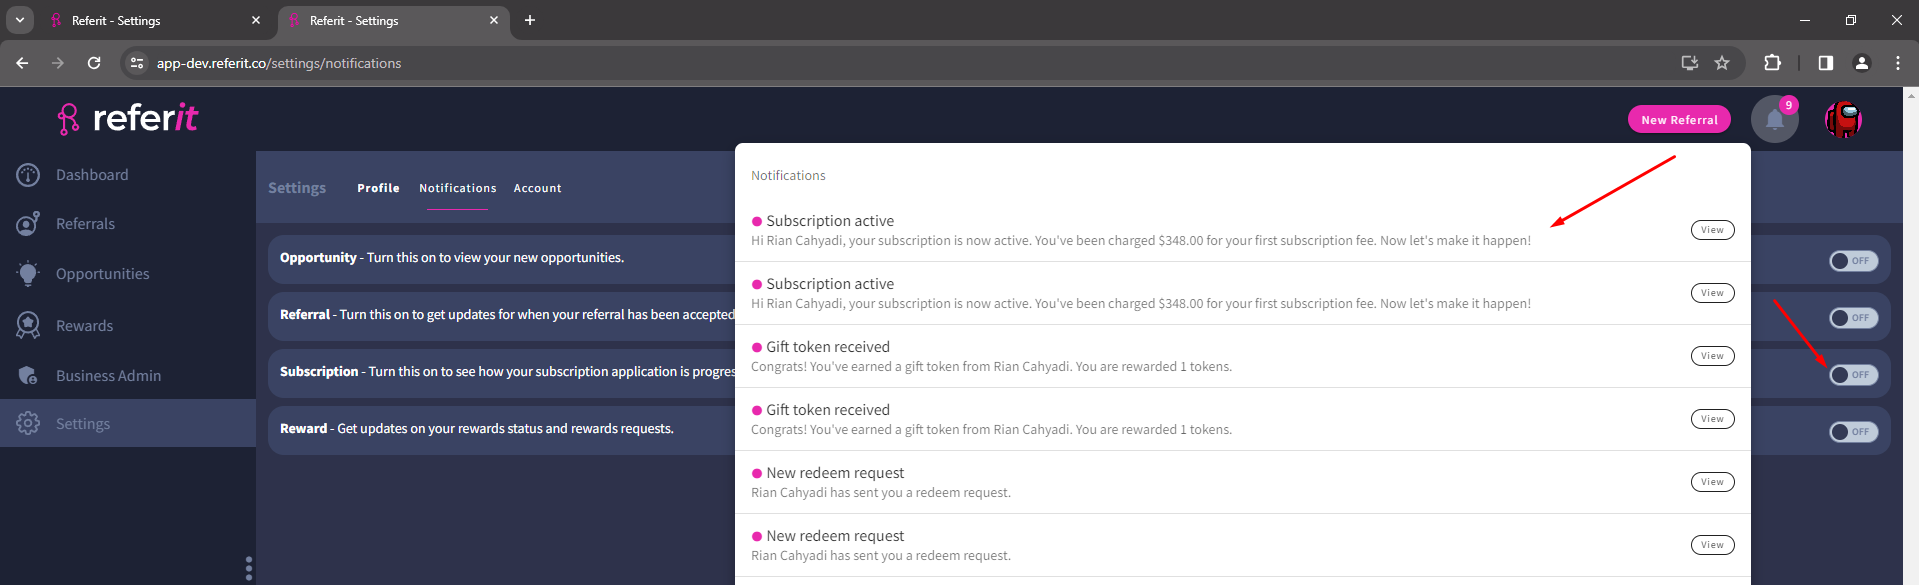 Referit - Settings
Referit - Settings
app-dev.referit.co/settings/notifications
referit
New Referral
9
Dashboard
Referrals
Opportunities
Rewards
Business Admin
Settings
Settings Profile Notifications Account
Opportunity - Turn this on to view your new opportunities.
OFF
Referral - Turn this on to get updates for when your referral has been accepted
OFF
Subscription - Turn this on to see how your subscription application is progres
OFF
Reward - Get updates on your rewards status and rewards requests.
OFF
Notifications
Subscription active
Hi Rian Cahyadi, your subscription is now active. You've been charged $348.00 for your first subscription fee. Now let's make it happen!
View
Subscription active
Hi Rian Cahyadi, your subscription is now active. You've been charged $348.00 for your first subscription fee. Now let's make it happen!
View
Gift token received
Congrats! You've earned a gift token from Rian Cahyadi. You are rewarded 1 tokens.
View
Gift token received
Congrats! You've earned a gift token from Rian Cahyadi. You are rewarded 1 tokens.
View
New redeem request
Rian Cahyadi has sent you a redeem request.
View
New redeem request
Rian Cahyadi has sent you a redeem request.
View